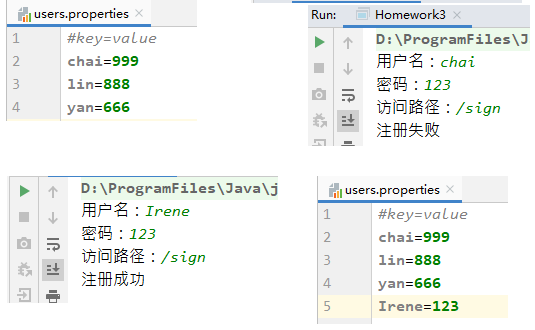 users.properties
1 #key=value
2 chai=999
3 lin=888
4 yan=666
Run: Homework3
D:\ProgramFiles\J
用户名：chai
密码：123
访问路径：/sign
注册失败
D:\ProgramFiles\Java\j
用户名：Irene
密码：123
访问路径：/sign
注册成功
users.properties
1 #key=value
2 chai=999
3 lin=888
4 yan=666
5 Irene=123